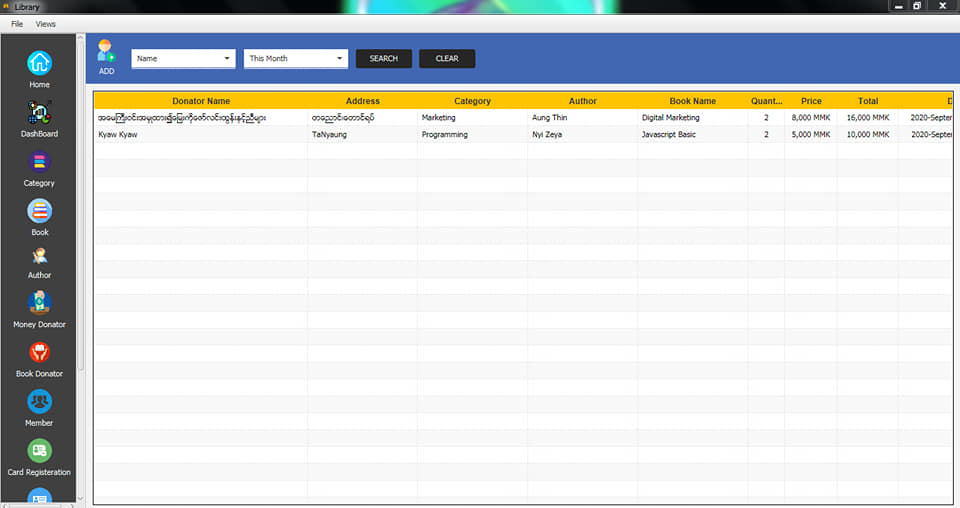 Library
File Views
ADD
Name
This Month
SEARCH
CLEAR
Home
DashBoard
Category
Book
Author
Money Donator
Book Donator
Member
Card Registeration
Donator Name Address Category Author Book Name Quant... Price Total D
အမေကြီးဝင်းအမှူးထား၍မြေးကိုဇော်လင်းထွန်းနှင့်ညီများ တညောင်းတောင်ရပ် Marketing Aung Thin Digital Marketing 2 8,000 MMK 16,000 MMK 2020-Septer
Kyaw Kyaw TaNyaung Programming Nyi Zeya Javascript Basic 2 5,000 MMK 10,000 MMK 2020-Septer